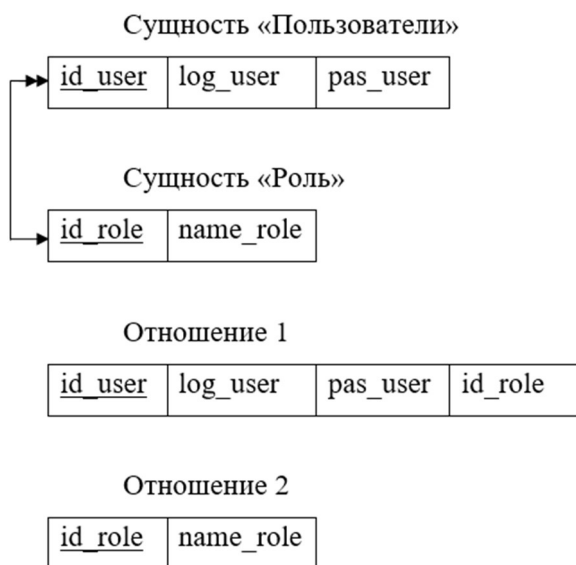 Сущность «Пользователи»
id_user log_user pas_user
Сущность «Роль»
id_role name_role
Отношение 1
id_user log_user pas_user id_role
Отношение 2
id_role name_role